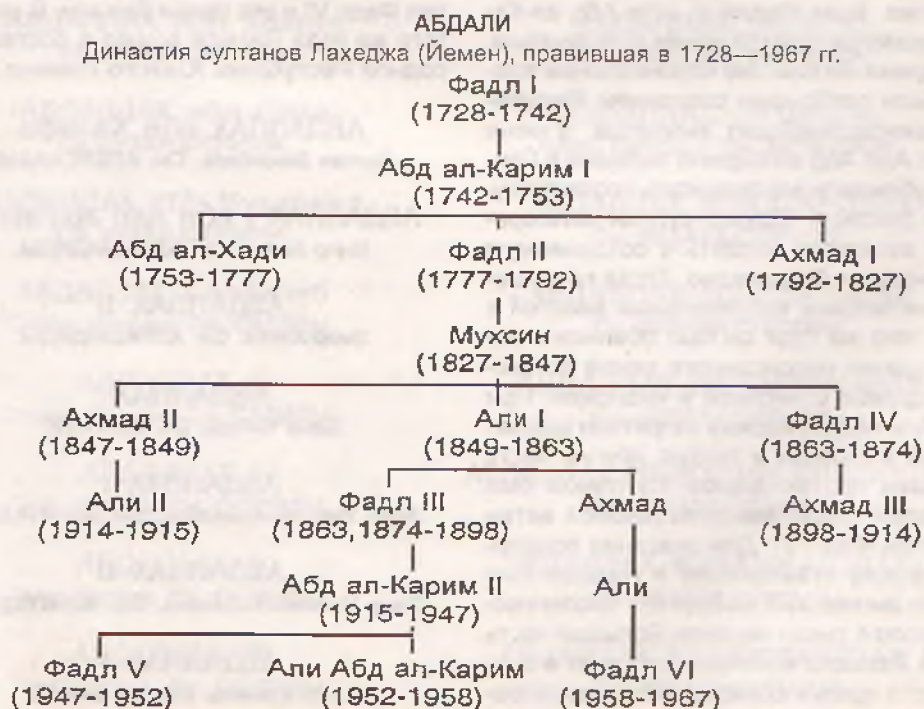 АБДАЛИ
Династия султанов Лахеджа (Йемен), правившая в 1728—1967 гг.
Фадл I
(1728-1742)
Абд ал-Карим I
(1742-1753)
Абд ал-Хади Фадл II Ахмад I
(1753-1777) (1777-1792) (1792-1827)
Мухсин
(1827-1847)
Ахмад II Али I Фадл IV
(1847-1849) (1849-1863) (1863-1874)
Али II Фадл III Ахмад Ахмад III
(1914-1915) (1863,1874-1898) (1898-1914)
Абд ал-Карим II Али
(1915-1947)
Фадл V Али Абд ал-Карим Фадл VI
(1947-1952) (1952-1958) (1958-1967)